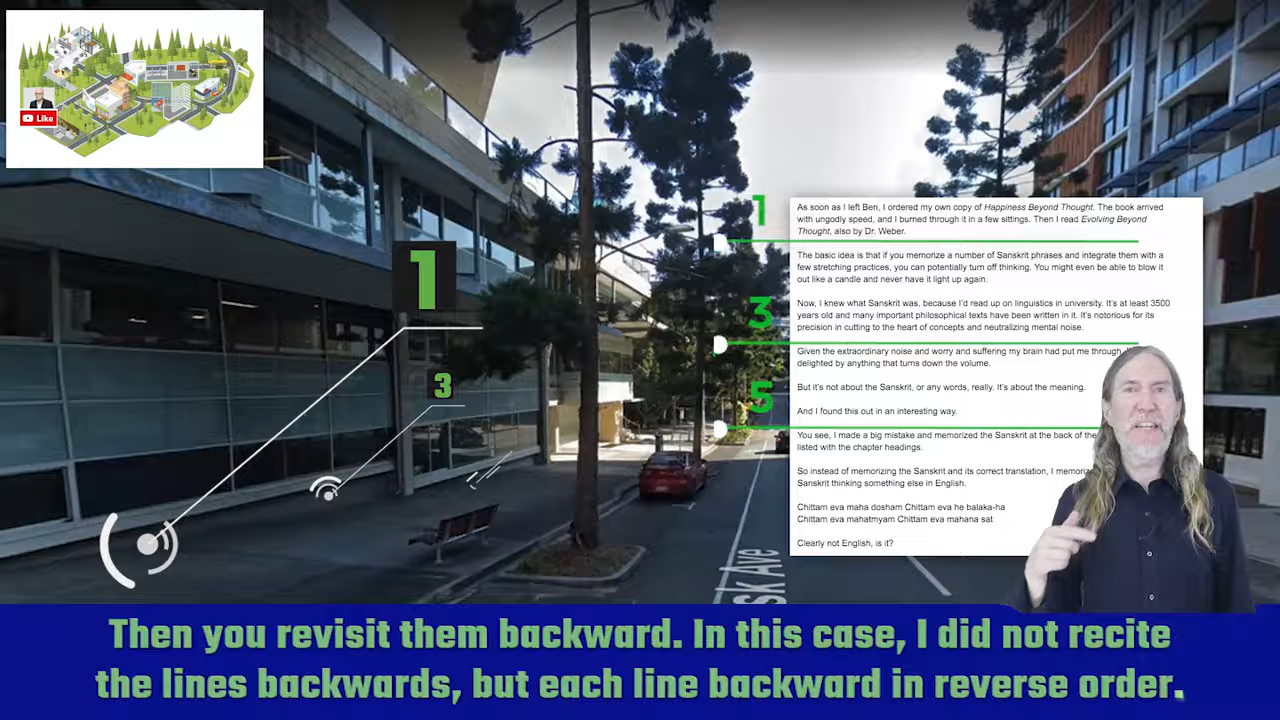 Like
1
3
1
3
5
As soon as I left Ben, I ordered my own copy of Happiness Beyond Thought. The book arrived
with ungodly speed, and I burned through it in a few sittings. Then I read Evolving Beyond
Thought, also by Dr. Weber.
The basic idea is that if you memorize a number of Sanskrit phrases and integrate them with a
few stretching practices, you can potentially turn off thinking. You might even be able to blow it
out like a candle and never have it light up again.
Now, I knew what Sanskrit was, because I'd read up on linguistics in university. It's at least 3500
years old and many important philosophical texts have been written in it. It's notorious for its
precision in cutting to the heart of concepts and neutralizing mental noise.
Given the extraordinary noise and worry and suffering my brain had put me through,
delighted by anything that turns down the volume.
But it's not about the Sanskrit, or any words, really. It's about the meaning.
And I found this out in an interesting way.
You see, I made a big mistake and memorized the Sanskrit at the back of the
listed with the chapter headings.
So instead of memorizing the Sanskrit and its correct translation, I
Sanskrit thinking something else in English.
Chittam eva maha dosham Chittam eva he balaka-ha
Chittam eva mahatmyam Chittam eva mahana sat
Clearly not English, is it?
sk Ave
Then you revisit them backward. In this case, I did not recite
the lines backwards, but each line backward in reverse order.